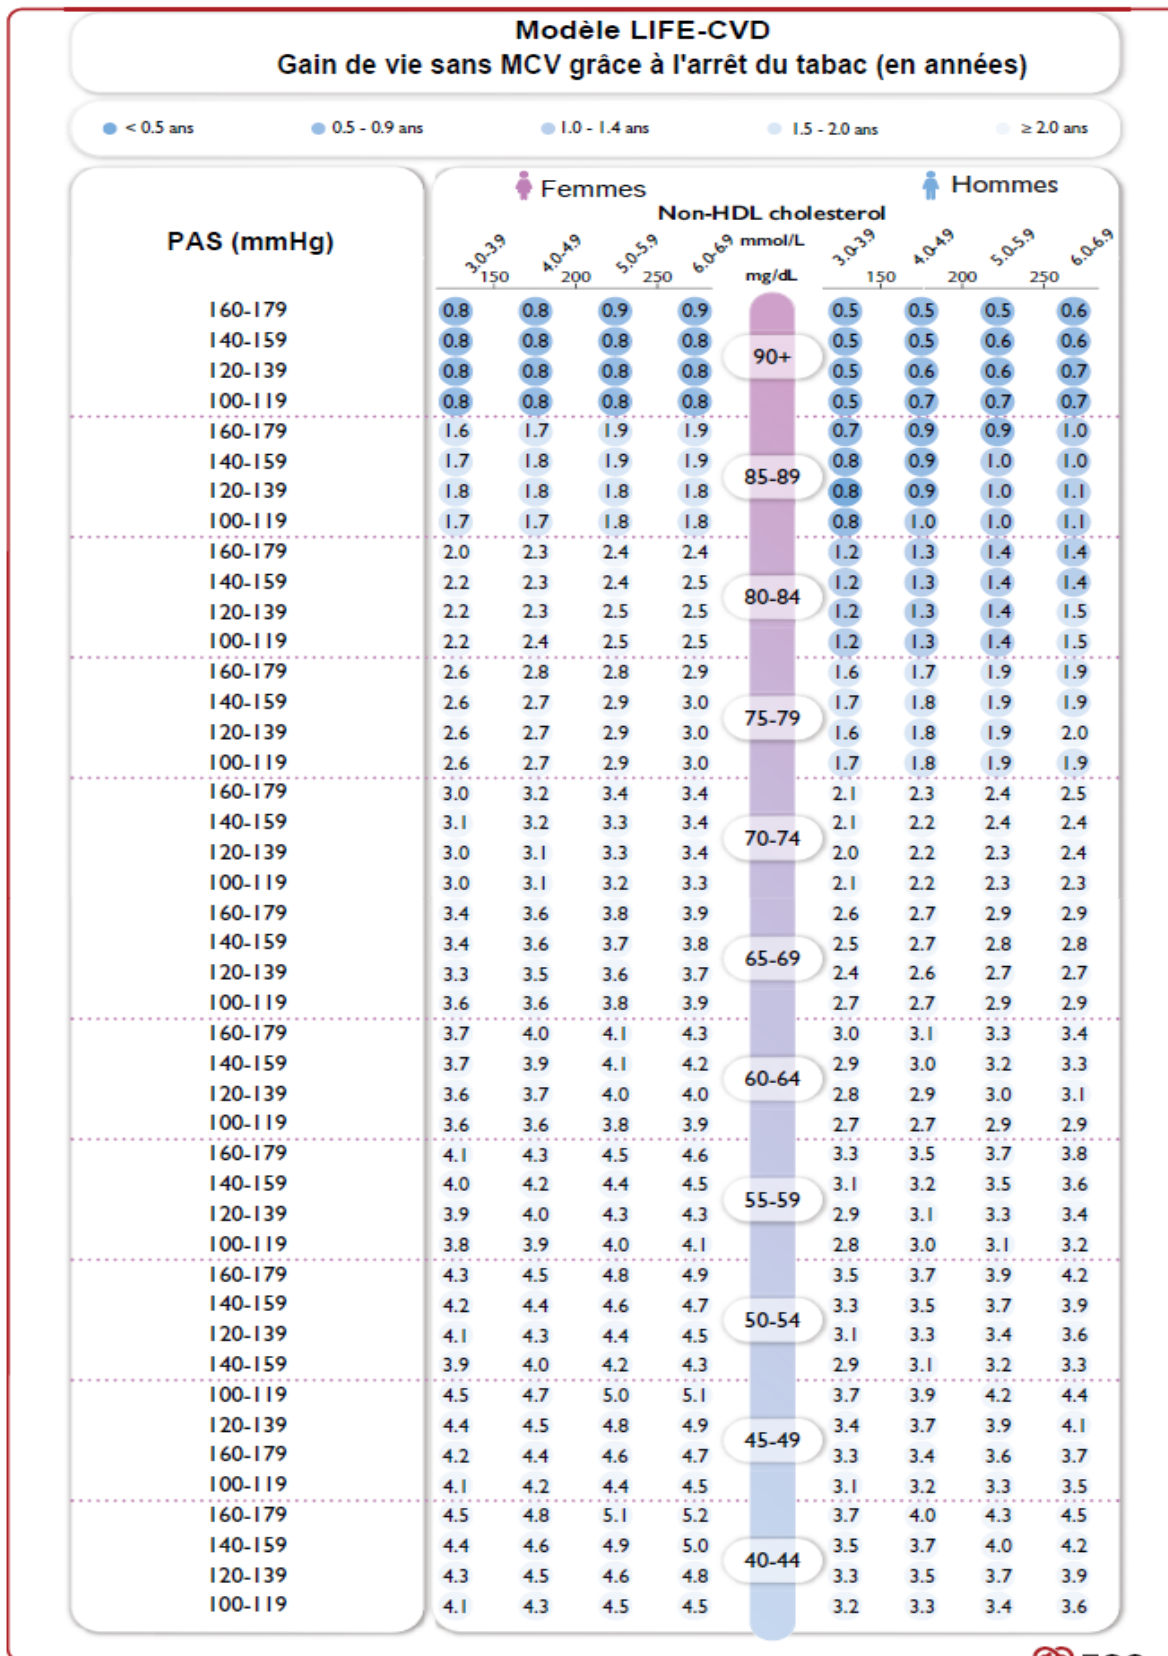 Modèle LIFE-CVD
Gain de vie sans MCV grâce à l'arrêt du tabac (en années)
< 0.5 ans 0.5 - 0.9 ans 1.0 - 1.4 ans 1.5 - 2.0 ans ≥ 2.0 ans
Femmes Hommes
Non-HDL cholesterol
PAS (mmHg) 3.0-3.9 4.0-4.9 5.0-5.9 6.0-6.9 mmol/L 3.0-3.9 4.0-4.9 5.0-5.9 6.0-6.9
150 200 250 mg/dL 150 200 250
160-179 0.8 0.8 0.9 0.9 0.5 0.5 0.5 0.6
140-159 0.8 0.8 0.8 0.8 0.5 0.5 0.6 0.6
90+
120-139 0.8 0.8 0.8 0.8 0.5 0.6 0.6 0.7
100-119 0.8 0.8 0.8 0.8 0.5 0.7 0.7 0.7
160-179 1.6 1.7 1.9 1.9 0.7 0.9 0.9 1.0
140-159 1.7 1.8 1.9 1.9 0.8 0.9 1.0 1.0
85-89
120-139 1.8 1.8 1.8 1.8 0.8 0.9 1.0 1.1
100-119 1.7 1.7 1.8 1.8 0.8 1.0 1.0 1.1
160-179 2.0 2.3 2.4 2.4 1.2 1.3 1.4 1.4
140-159 2.2 2.3 2.4 2.5 1.2 1.3 1.4 1.4
80-84
120-139 2.2 2.3 2.5 2.5 1.2 1.3 1.4 1.5
100-119 2.2 2.4 2.5 2.5 1.2 1.3 1.4 1.5
160-179 2.6 2.8 2.8 2.9 1.6 1.7 1.9 1.9
140-159 2.6 2.7 2.9 3.0 1.7 1.8 1.9 1.9
75-79
120-139 2.6 2.7 2.9 3.0 1.6 1.8 1.9 2.0
100-119 2.6 2.7 2.9 3.0 1.7 1.8 1.9 1.9
160-179 3.0 3.2 3.4 3.4 2.1 2.3 2.4 2.5
140-159 3.1 3.2 3.3 3.4 2.1 2.2 2.4 2.4
70-74
120-139 3.0 3.1 3.3 3.4 2.0 2.2 2.3 2.4
100-119 3.0 3.1 3.2 3.3 2.1 2.2 2.3 2.3
160-179 3.4 3.6 3.8 3.9 2.6 2.7 2.9 2.9
140-159 3.4 3.6 3.7 3.8 2.5 2.7 2.8 2.8
65-69
120-139 3.3 3.5 3.6 3.7 2.4 2.6 2.7 2.7
100-119 3.6 3.6 3.8 3.9 2.7 2.7 2.9 2.9
160-179 3.7 4.0 4.1 4.3 3.0 3.1 3.3 3.4
140-159 3.7 3.9 4.1 4.2 2.9 3.0 3.2 3.3
60-64
120-139 3.6 3.7 4.0 4.0 2.8 2.9 3.0 3.1
100-119 3.6 3.6 3.8 3.9 2.7 2.7 2.9 2.9
160-179 4.1 4.3 4.5 4.6 3.3 3.5 3.7 3.8
140-159 4.0 4.2 4.4 4.5 3.1 3.2 3.5 3.6
55-59
120-139 3.9 4.0 4.3 4.3 2.9 3.1 3.3 3.4
100-119 3.8 3.9 4.0 4.1 2.8 3.0 3.1 3.2
160-179 4.3 4.5 4.8 4.9 3.5 3.7 3.9 4.2
140-159 4.2 4.4 4.6 4.7 3.3 3.5 3.7 3.9
50-54
120-139 4.1 4.3 4.4 4.5 3.1 3.3 3.4 3.6
140-159 3.9 4.0 4.2 4.3 2.9 3.1 3.2 3.3
100-119 4.5 4.7 5.0 5.1 3.7 3.9 4.2 4.4
120-139 4.4 4.5 4.8 4.9 3.4 3.7 3.9 4.1
45-49
160-179 4.2 4.4 4.6 4.7 3.3 3.4 3.6 3.7
100-119 4.1 4.2 4.4 4.5 3.1 3.2 3.3 3.5
160-179 4.5 4.8 5.1 5.2 3.7 4.0 4.3 4.5
140-159 4.4 4.6 4.9 5.0 3.5 3.7 4.0 4.2
40-44
120-139 4.3 4.5 4.6 4.8 3.3 3.5 3.7 3.9
100-119 4.1 4.3 4.5 4.5 3.2 3.3 3.4 3.6